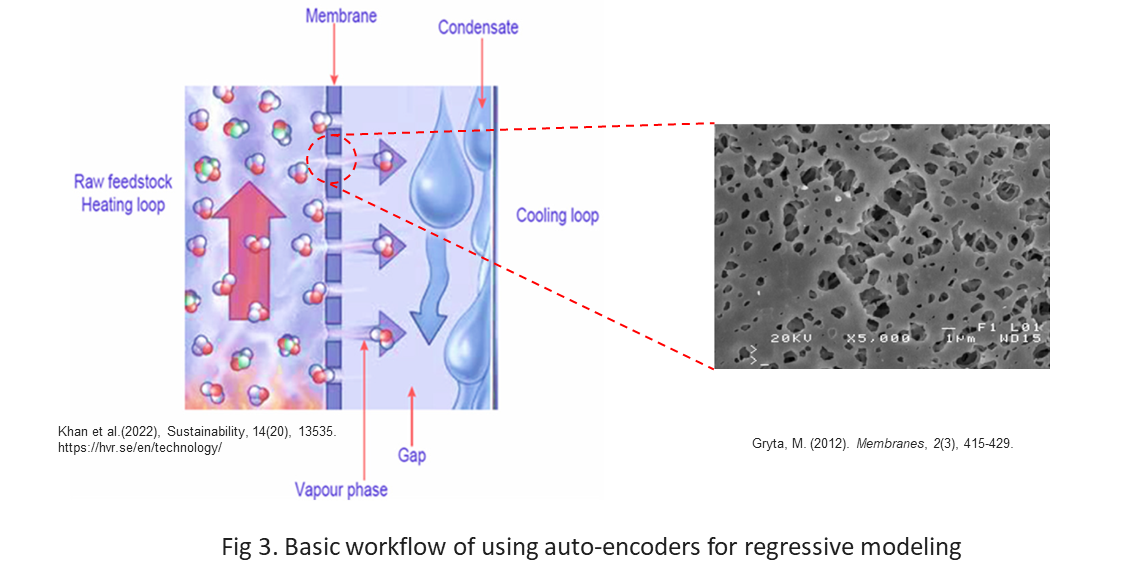 Membrane
Condensate
Raw feedstock
Heating loop
Cooling loop
20KV X5,000 1μm WD15
F1 L01
Khan et al.(2022), Sustainability, 14(20), 13535.
https://hvr.se/en/technology/
Gryta, M. (2012). Membranes, 2(3), 415-429.
Gap
Vapour phase
Fig 3. Basic workflow of using auto-encoders for regressive modeling